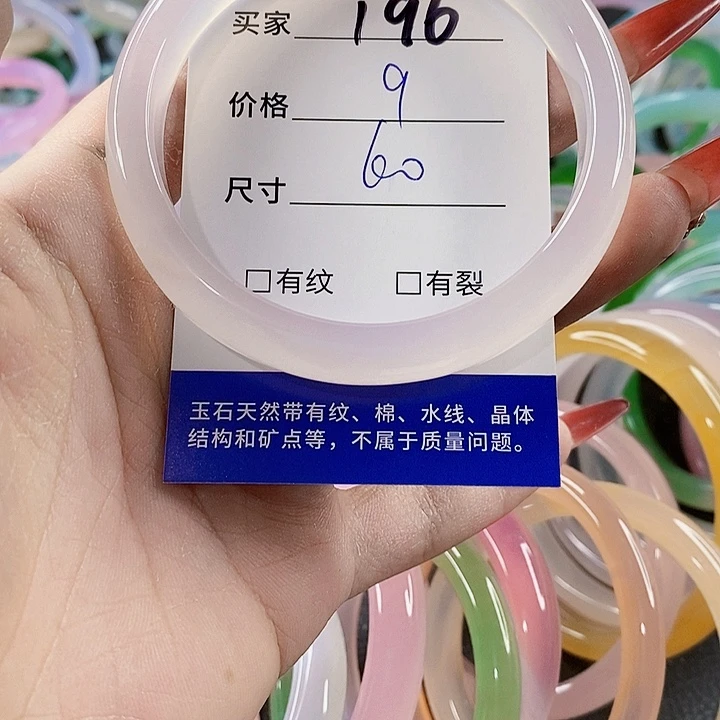 买家 196
价格 9
尺寸 60
□有纹 □有裂
玉石天然带有纹、棉、水线、晶体
结构和矿点等，不属于质量问题。